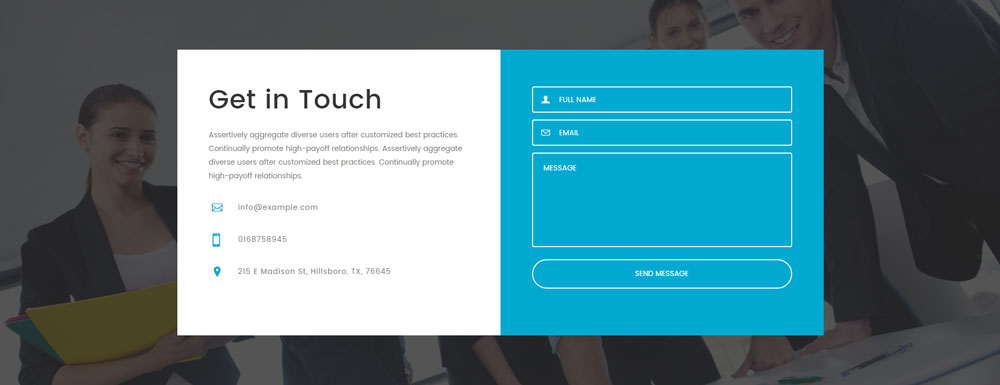 Get in Touch
Assertively aggregate diverse users after customized best practices.
Continually promote high-payoff relationships. Assertively aggregate
diverse users after customized best practices. Continually promote
high-payoff relationships.
info@example.com
0168758945
215 E Madison St, Hillsboro, TX, 76645
FULL NAME
EMAIL
MESSAGE
SEND MESSAGE